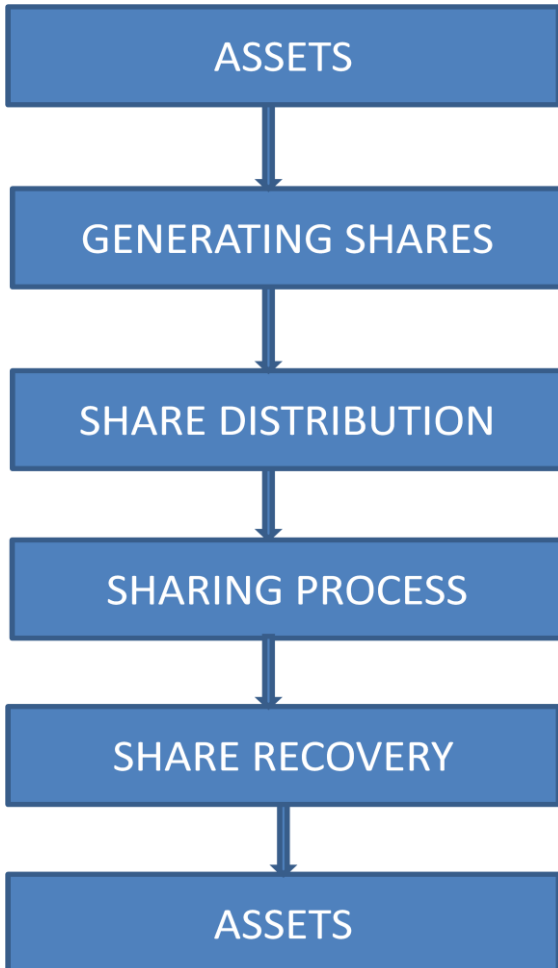 ASSETS
GENERATING SHARES
SHARE DISTRIBUTION
SHARING PROCESS
SHARE RECOVERY
ASSETS